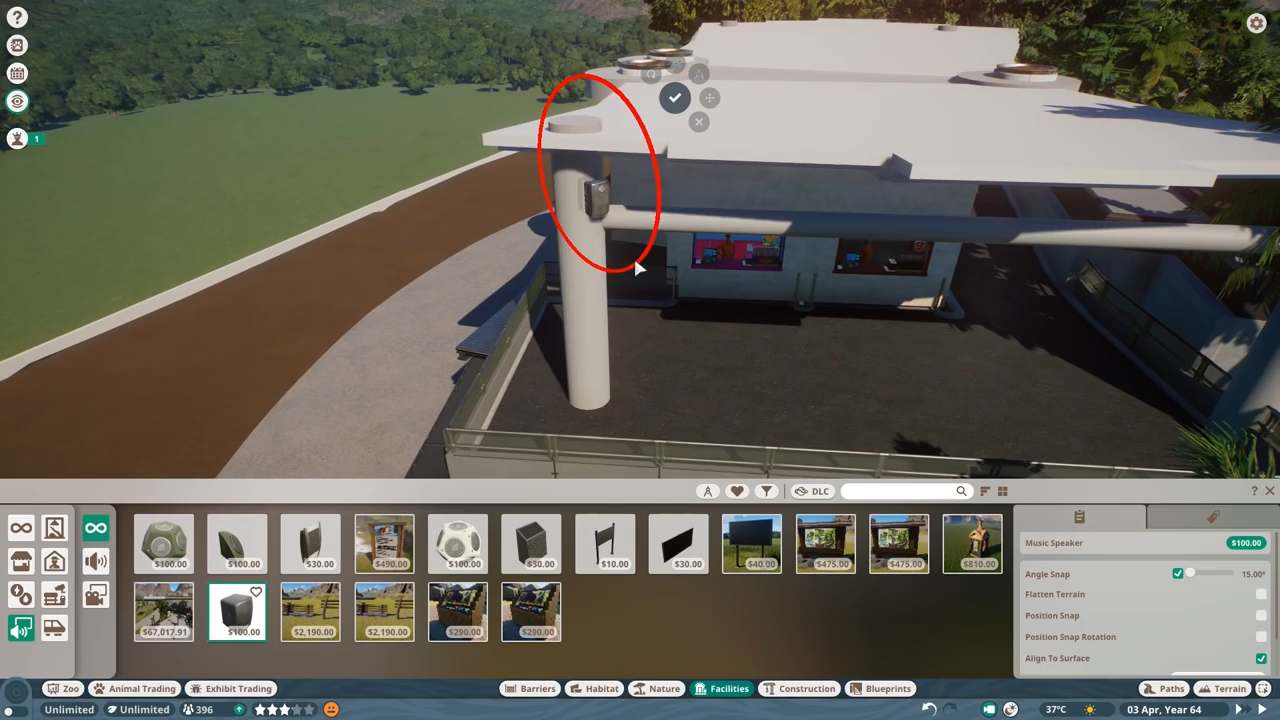 ?
1
DLC
? ×
$100.00 $100.00 $30.00 $490.00 $100.00 $30.00 $10.00 $30.00 $40.00 $475.00 $475.00 $810.00
$67,017.91 $100.00 $2,190.00 $2,190.00 $290.00 $290.00
Music Speaker $100.00
Angle Snap 15.00°
Flatten Terrain
Position Snap
Position Snap Rotation
Align To Surface
Zoo Animal Trading Exhibit Trading Barriers Habitat Nature Facilities Construction Blueprints Paths Terrain
Unlimited Unlimited 396 37°C 03 Apr, Year 64